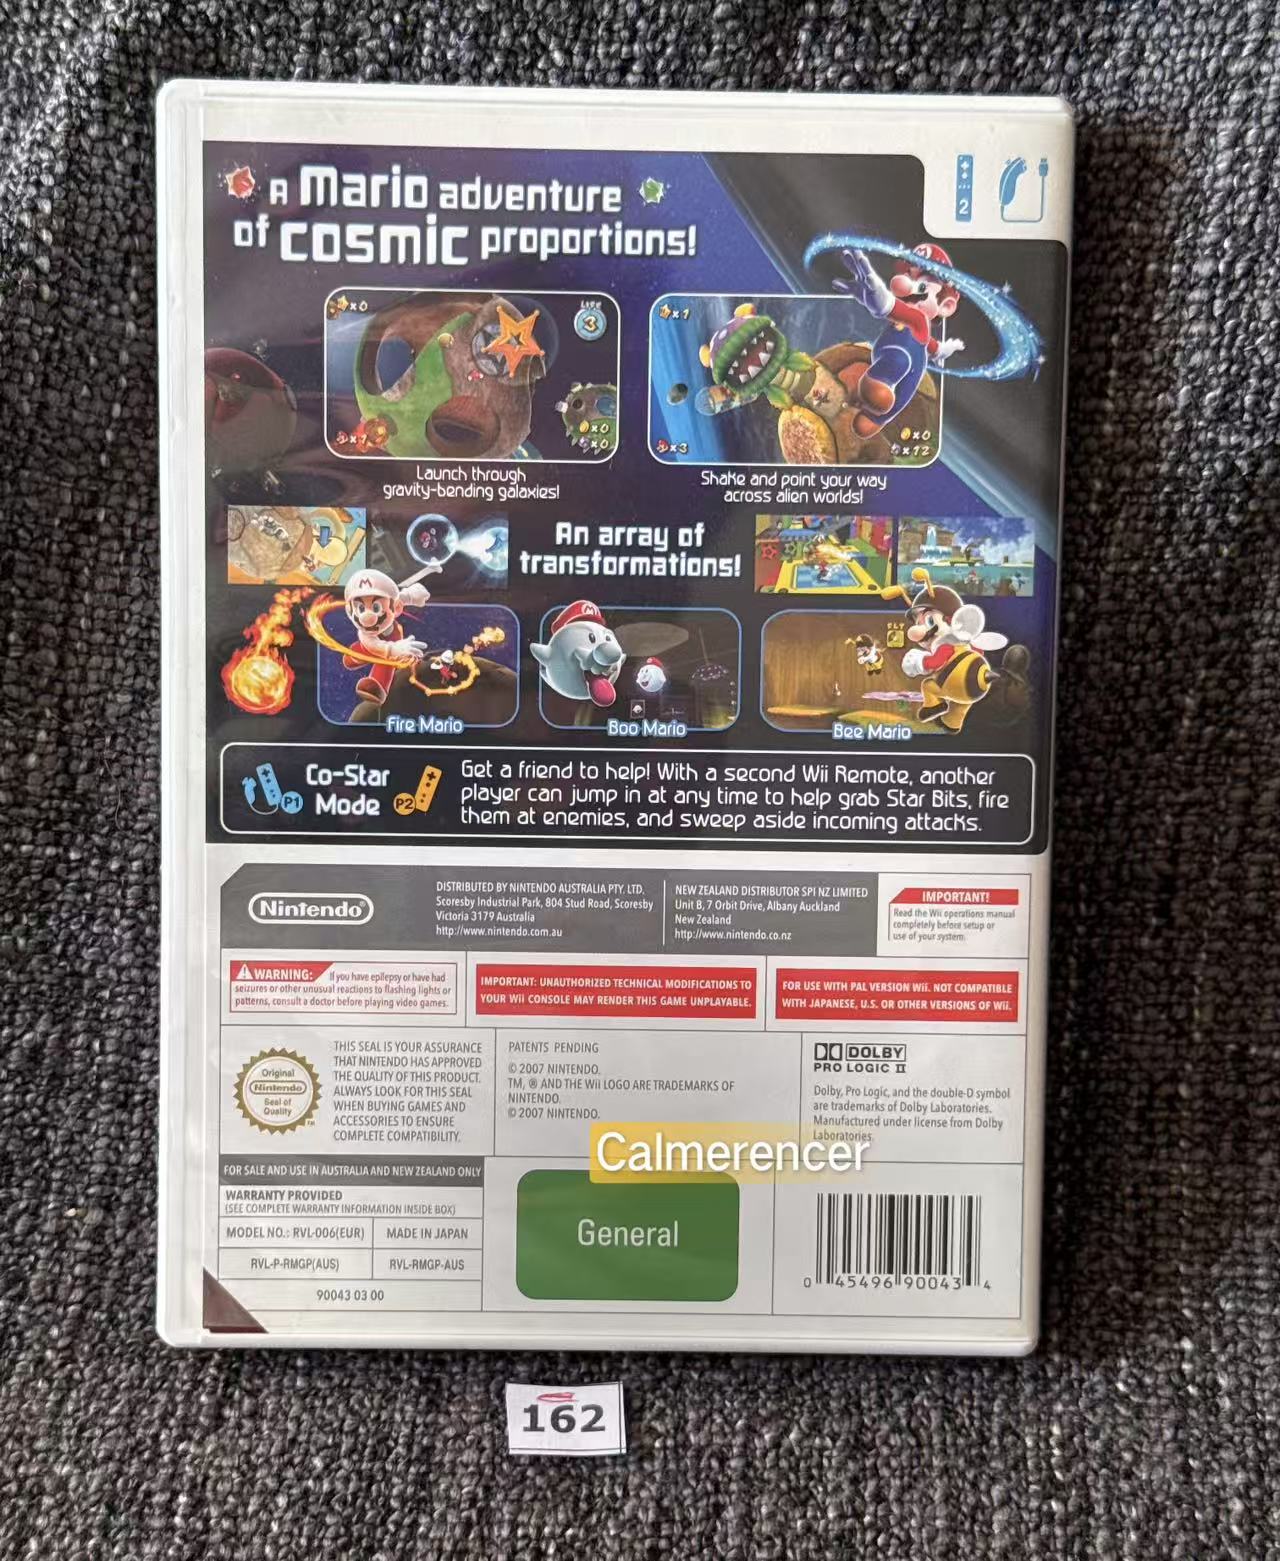 A Mario adventure
of cosmic proportions!
2
x0
LIFE
3
x7
x0
x0
x1
x3
x0
x12
Launch through
gravity-bending galaxies!
Shake and point your way
across alien worlds!
An array of
transformations!
Fire Mario
Boo Mario
Bee Mario
Co-Star
Mode
P1
P2
Get a friend to help! With a second Wii Remote, another
player can jump in at any time to help grab Star Bits, fire
them at enemies, and sweep aside incoming attacks.
Nintendo®
DISTRIBUTED BY NINTENDO AUSTRALIA PTY. LTD.
Scoresby Industrial Park, 804 Stud Road, Scoresby
Victoria 3179 Australia
http://www.nintendo.com.au
NEW ZEALAND DISTRIBUTOR SPI NZ LIMITED
Unit B, 7 Orbit Drive, Albany Auckland
New Zealand
http://www.nintendo.co.nz
IMPORTANT!
Read the Wii operations manual
completely before setup or
use of your system.
WARNING: If you have epilepsy or have had
seizures or other unusual reactions to flashing lights or
patterns, consult a doctor before playing video games.
IMPORTANT: UNAUTHORIZED TECHNICAL MODIFICATIONS TO
YOUR Wii CONSOLE MAY RENDER THIS GAME UNPLAYABLE.
FOR USE WITH PAL VERSION Wii. NOT COMPATIBLE
WITH JAPANESE, U.S. OR OTHER VERSIONS OF Wii.
Original
Nintendo
Seal of
Quality
TM
THIS SEAL IS YOUR ASSURANCE
THAT NINTENDO HAS APPROVED
THE QUALITY OF THIS PRODUCT.
ALWAYS LOOK FOR THIS SEAL
WHEN BUYING GAMES AND
ACCESSORIES TO ENSURE
COMPLETE COMPATIBILITY.
PATENTS PENDING
© 2007 NINTENDO.
TM, ® AND THE Wii LOGO ARE TRADEMARKS OF
NINTENDO.
© 2007 NINTENDO.
DOLBY
PRO LOGIC II
Dolby, Pro Logic, and the double-D symbol
are trademarks of Dolby Laboratories.
Manufactured under license from Dolby
Laboratories.
Calmerencer
FOR SALE AND USE IN AUSTRALIA AND NEW ZEALAND ONLY
WARRANTY PROVIDED
(SEE COMPLETE WARRANTY INFORMATION INSIDE BOX)
MODEL NO.: RVL-006(EUR)
MADE IN JAPAN
RVL-P-RMGP(AUS)
RVL-RMGP-AUS
90043 03 00
General
0 45496 90043 4
162